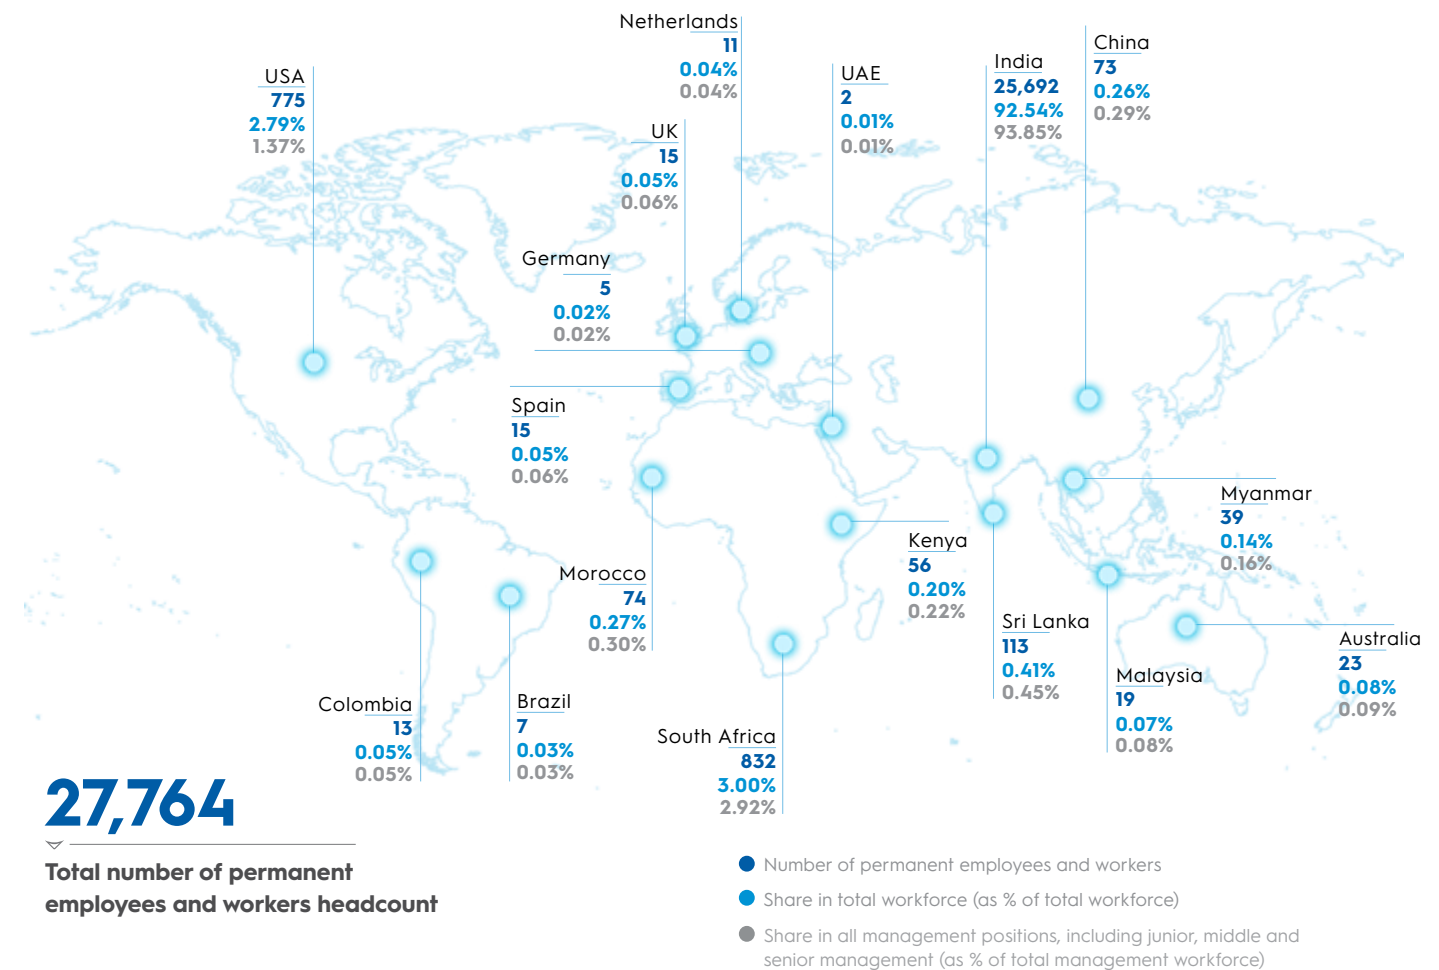 Netherlands
11
0.04%
0.04%
USA
775
2.79%
1.37%
UK
15
0.05%
0.06%
UAE
2
0.01%
0.01%
India
25,692
92.54%
93.85%
China
73
0.26%
0.29%
Germany
5
0.02%
0.02%
Spain
15
0.05%
0.06%
Morocco
74
0.27%
0.30%
Kenya
56
0.20%
0.22%
Myanmar
39
0.14%
0.16%
Sri Lanka
113
0.41%
0.45%
Malaysia
19
0.07%
0.08%
Australia
23
0.08%
0.09%
Colombia
13
0.05%
0.05%
Brazil
7
0.03%
0.03%
South Africa
832
3.00%
2.92%
27,764
Total number of permanent
employees and workers headcount
Number of permanent employees and workers
Share in total workforce (as % of total workforce)
Share in all management positions, including junior, middle and
senior management (as % of total management workforce)